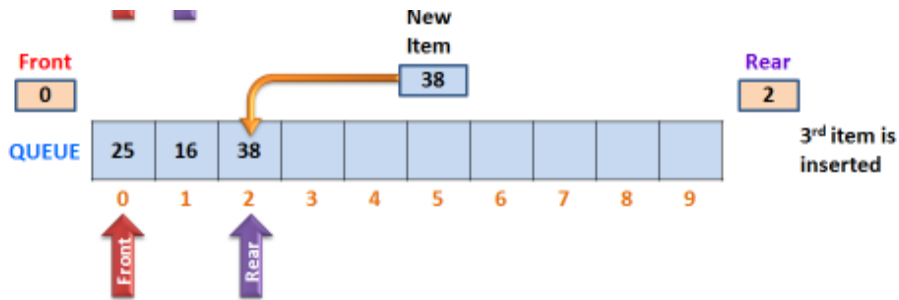 New
Item
Front
Rear
0
38
2
QUEUE
25 16 38
3rd item is
inserted
0 1 2 3 4 5 6 7 8 9
Front
Rear